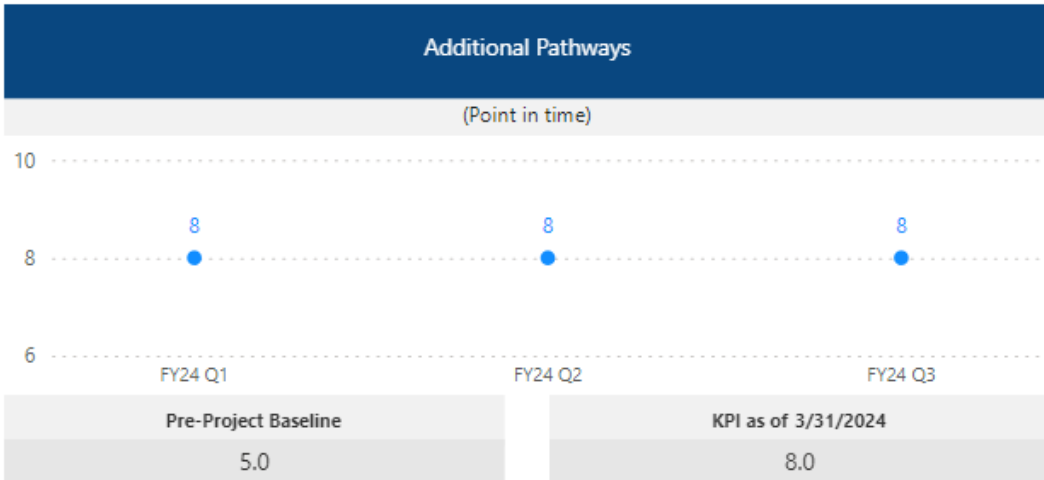 Additional Pathways
(Point in time)
10
8 8 8
8
6
FY24 Q1 FY24 Q2 FY24 Q3
Pre-Project Baseline KPI as of 3/31/2024
5.0 8.0